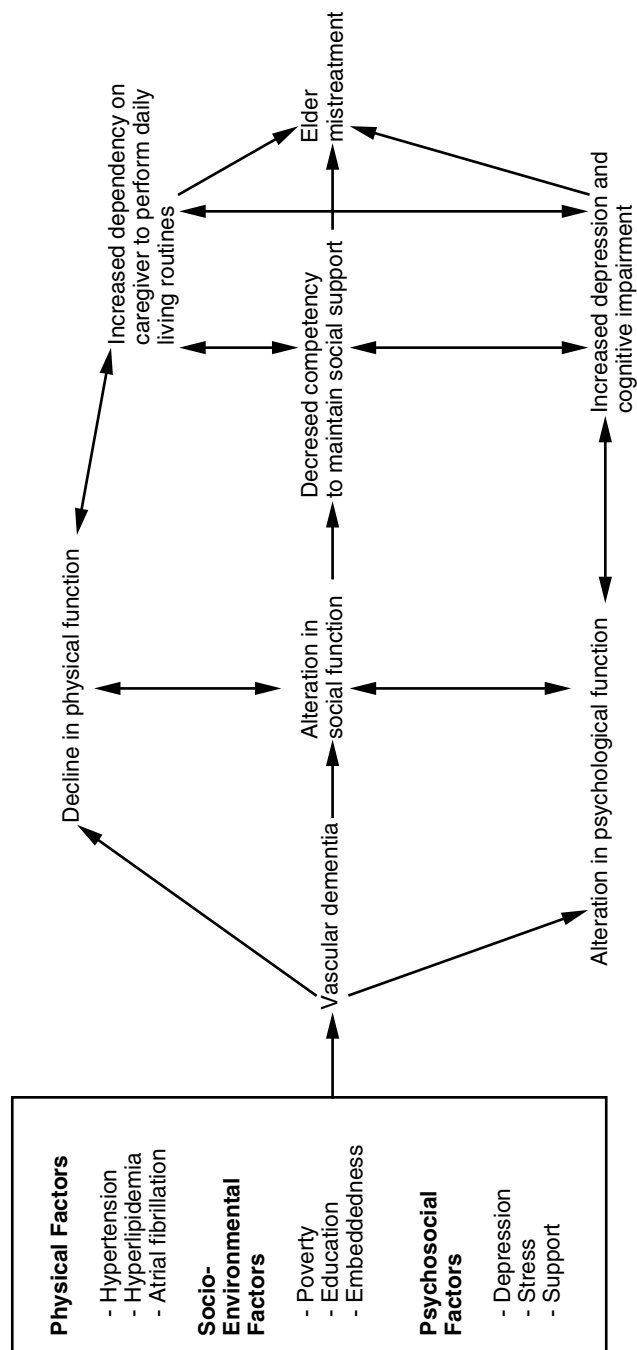 Physical Factors
- Hypertension
- Hyperlipidemia
- Atrial fibrillation
Socio-
Environmental
Factors
- Poverty
- Education
- Embeddedness
Psychosocial
Factors
- Depression
- Stress
- Support
Vascular dementia
Decline in physical function
Alteration in
social function
Alteration in psychological function
Increased dependency on
caregiver to perform daily
living routines
Decresed competency
to maintain social support
Increased depression and
cognitive impairment
Elder
mistreatment